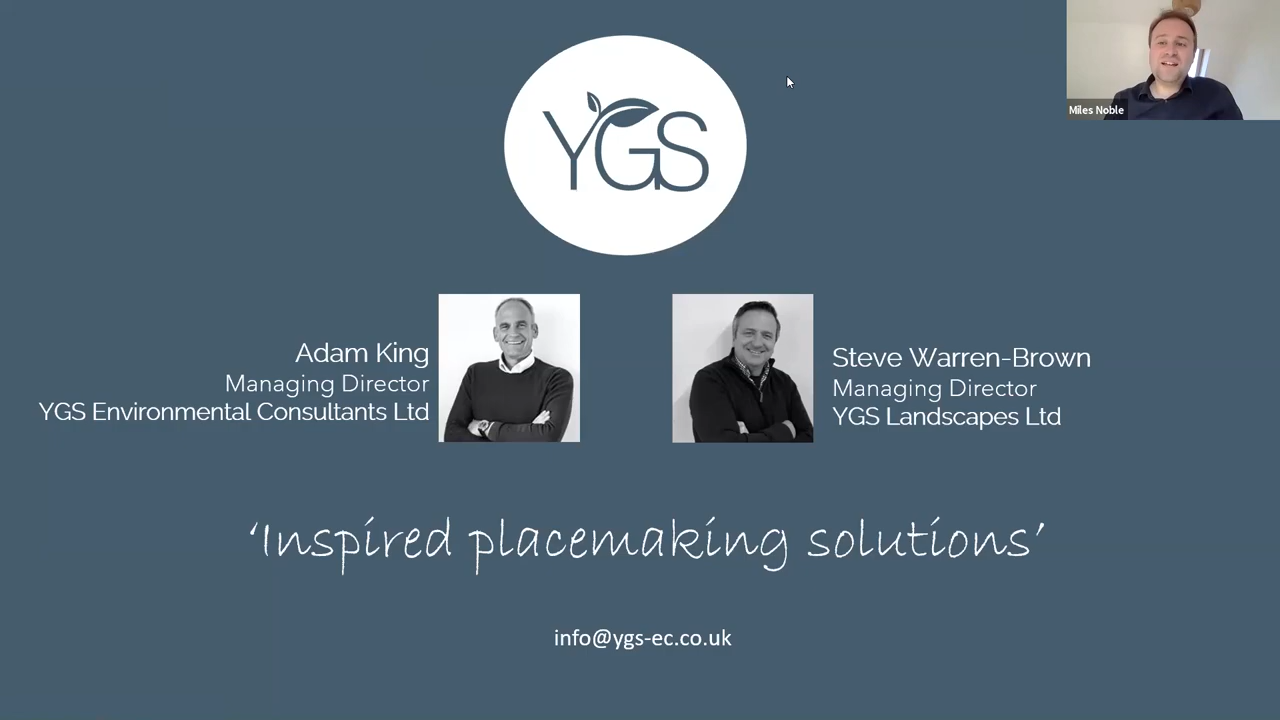 YGS
Miles Noble
Adam King
Managing Director
YGS Environmental Consultants Ltd
Steve Warren-Brown
Managing Director
YGS Landscapes Ltd
‘Inspired placemaking solutions’
info@ygs-ec.co.uk